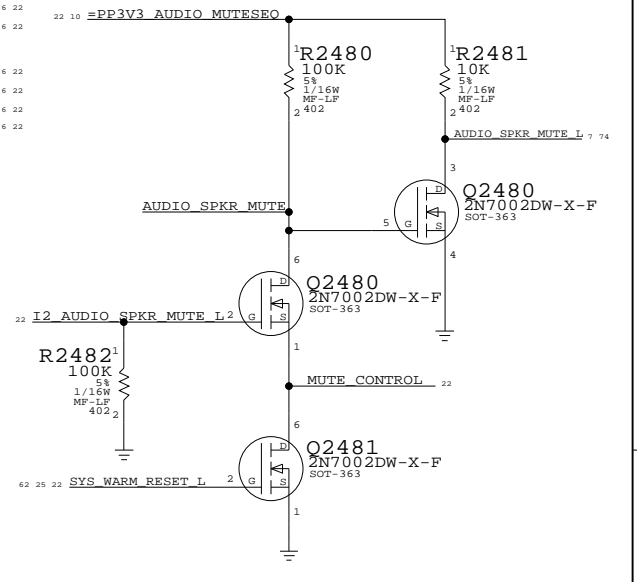 6 22
22 10 =PP3V3_AUDIO_MUTESEQ
6 22
1 R2480
100K
5%
1/16W
MF-LF
2 402
1 R2481
10K
5%
1/16W
MF-LF
2 402
6 22
6 22
6 22
6 22
AUDIO_SPKR_MUTE_L 7 74
3
D
Q2480
2N7002DW-X-F
SOT-363
AUDIO_SPKR_MUTE
5 G S
4
6
D
Q2480
2N7002DW-X-F
SOT-363
22 I2_AUDIO_SPKR_MUTE_L 2 G S
1
R2482 1
100K
5%
1/16W
MF-LF
402 2
MUTE_CONTROL 22
6
D
Q2481
2N7002DW-X-F
SOT-363
62 25 22 SYS_WARM_RESET_L 2 G S
1